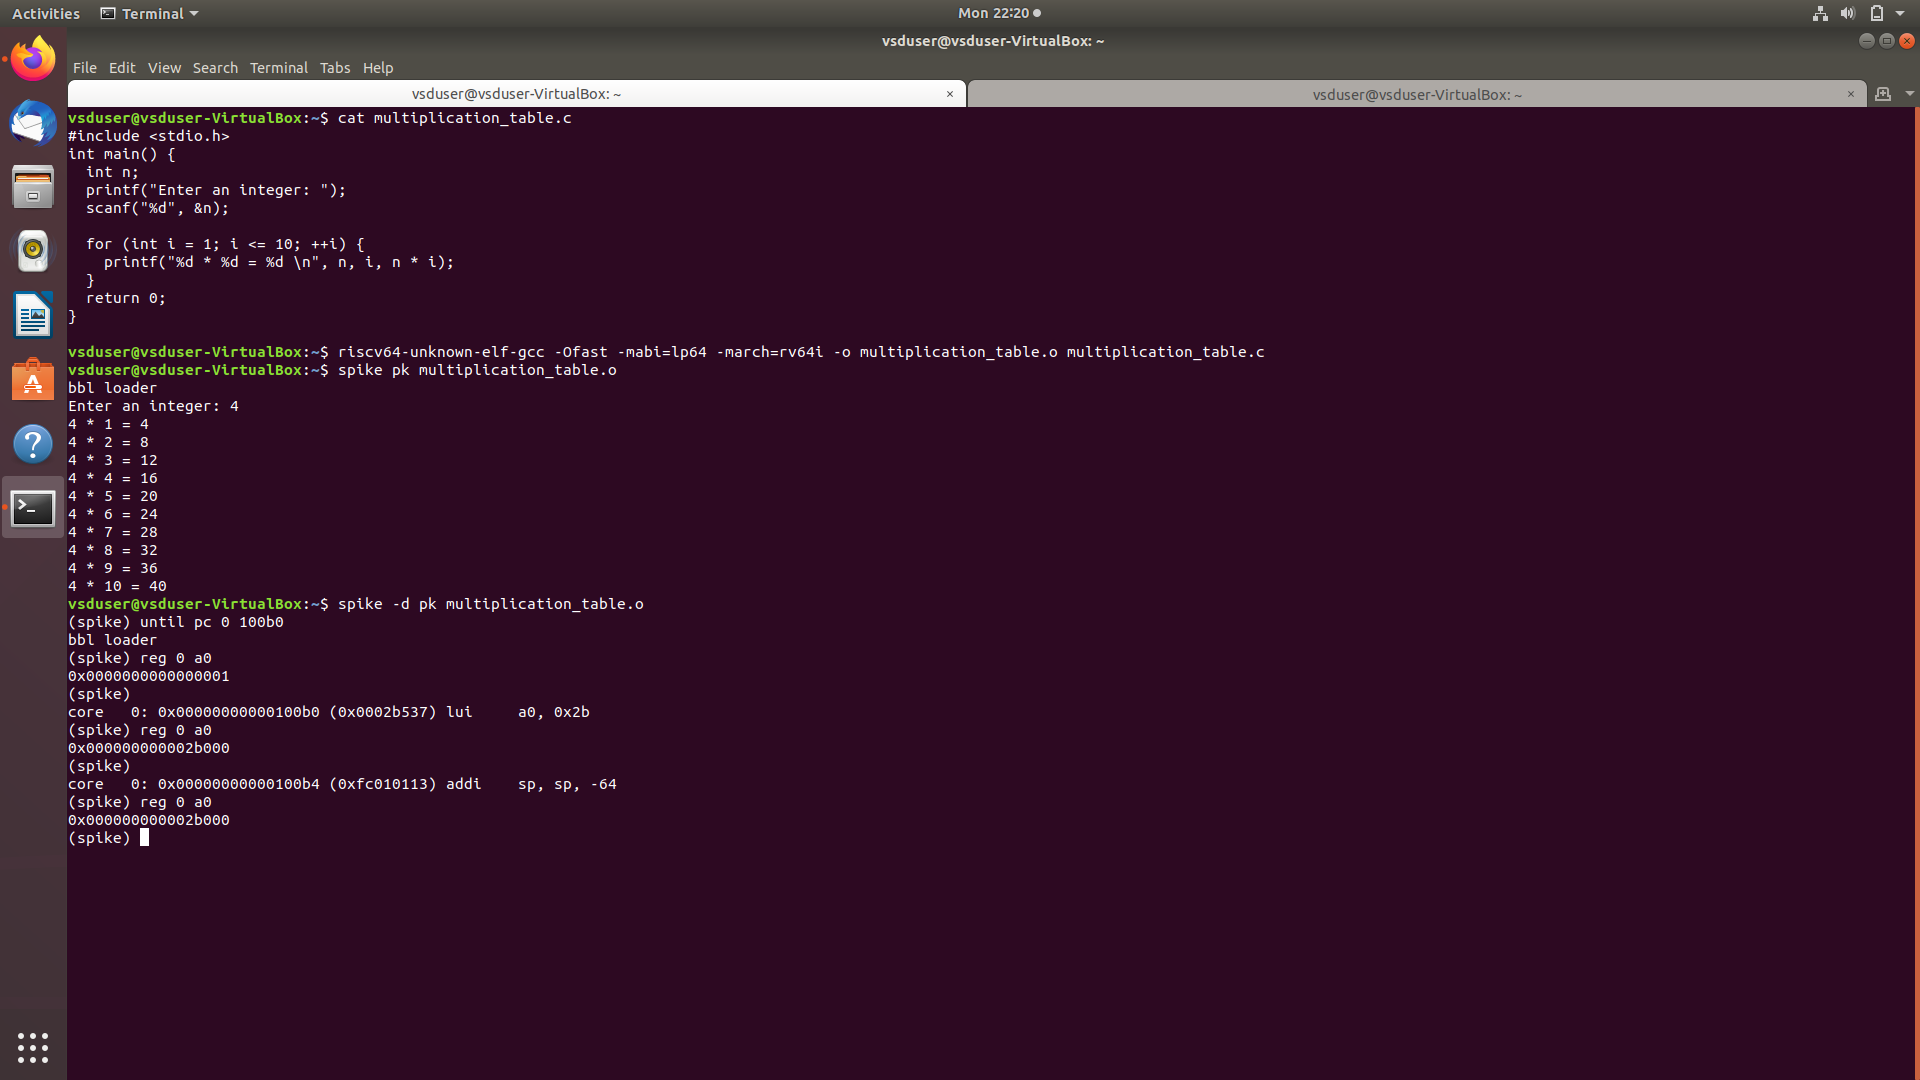 Activities Terminal Mon 22:20
vsduser@vsduser-VirtualBox: ~
File Edit View Search Terminal Tabs Help
vsduser@vsduser-VirtualBox: ~ × vsduser@vsduser-VirtualBox: ~ ×
vsduser@vsduser-VirtualBox:~$ cat multiplication_table.c
#include <stdio.h>
int main() {
  int n;
  printf("Enter an integer: ");
  scanf("%d", &n);

  for (int i = 1; i <= 10; ++i) {
    printf("%d * %d = %d \n", n, i, n * i);
  }
  return 0;
}

vsduser@vsduser-VirtualBox:~$ riscv64-unknown-elf-gcc -Ofast -mabi=lp64 -march=rv64i -o multiplication_table.o multiplication_table.c
vsduser@vsduser-VirtualBox:~$ spike pk multiplication_table.o
bbl loader
Enter an integer: 4
4 * 1 = 4
4 * 2 = 8
4 * 3 = 12
4 * 4 = 16
4 * 5 = 20
4 * 6 = 24
4 * 7 = 28
4 * 8 = 32
4 * 9 = 36
4 * 10 = 40
vsduser@vsduser-VirtualBox:~$ spike -d pk multiplication_table.o
(spike) until pc 0 100b0
bbl loader
(spike) reg 0 a0
0x0000000000000001
(spike)
core   0: 0x00000000000100b0 (0x0002b537) lui     a0, 0x2b
(spike) reg 0 a0
0x000000000002b000
(spike)
core   0: 0x00000000000100b4 (0xfc010113) addi    sp, sp, -64
(spike) reg 0 a0
0x000000000002b000
(spike)